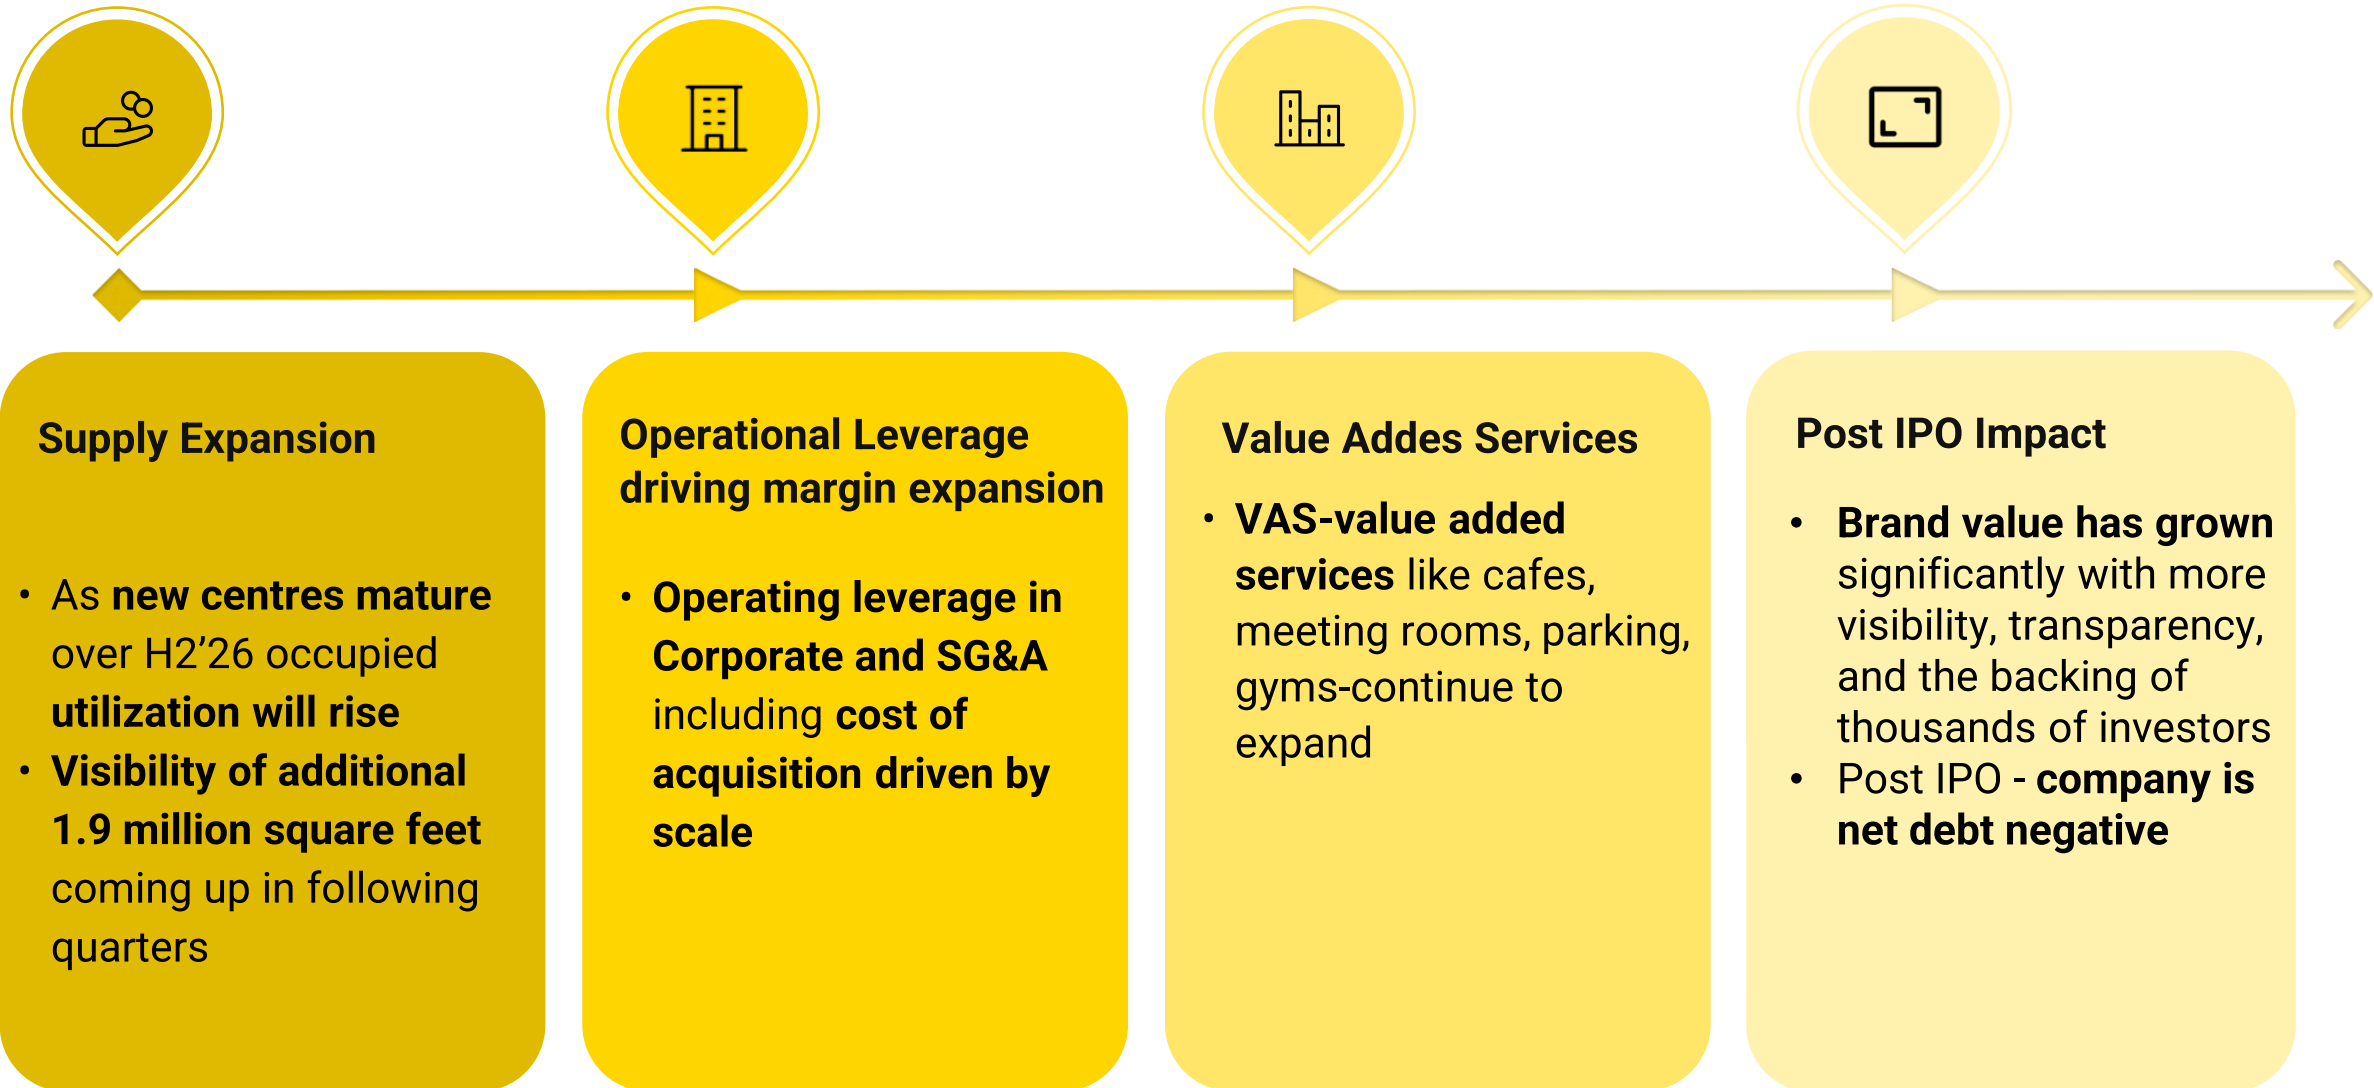 Supply Expansion
• As new centres mature
over H2’26 occupied
utilization will rise
• Visibility of additional
1.9 million square feet
coming up in following
quarters
Operational Leverage
driving margin expansion
• Operating leverage in
Corporate and SG&A
including cost of
acquisition driven by
scale
Value Addes Services
• VAS-value added
services like cafes,
meeting rooms, parking,
gyms-continue to
expand
Post IPO Impact
• Brand value has grown
significantly with more
visibility, transparency,
and the backing of
thousands of investors
• Post IPO - company is
net debt negative